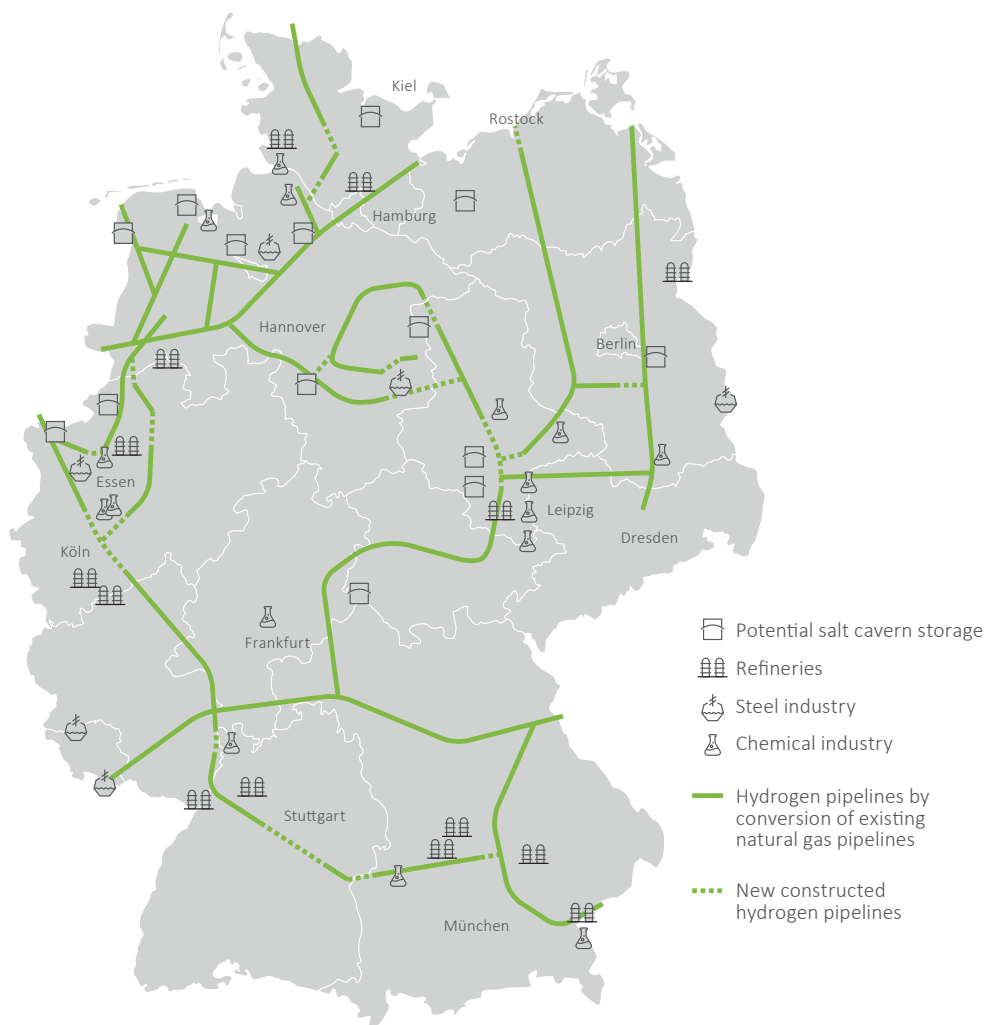 Kiel
Rostock
Hamburg
Hannover
Berlin
Essen
Leipzig
Dresden
Köln
Frankfurt
Stuttgart
München
Potential salt cavern storage
Refineries
Steel industry
Chemical industry
Hydrogen pipelines by
conversion of existing
natural gas pipelines
New constructed
hydrogen pipelines